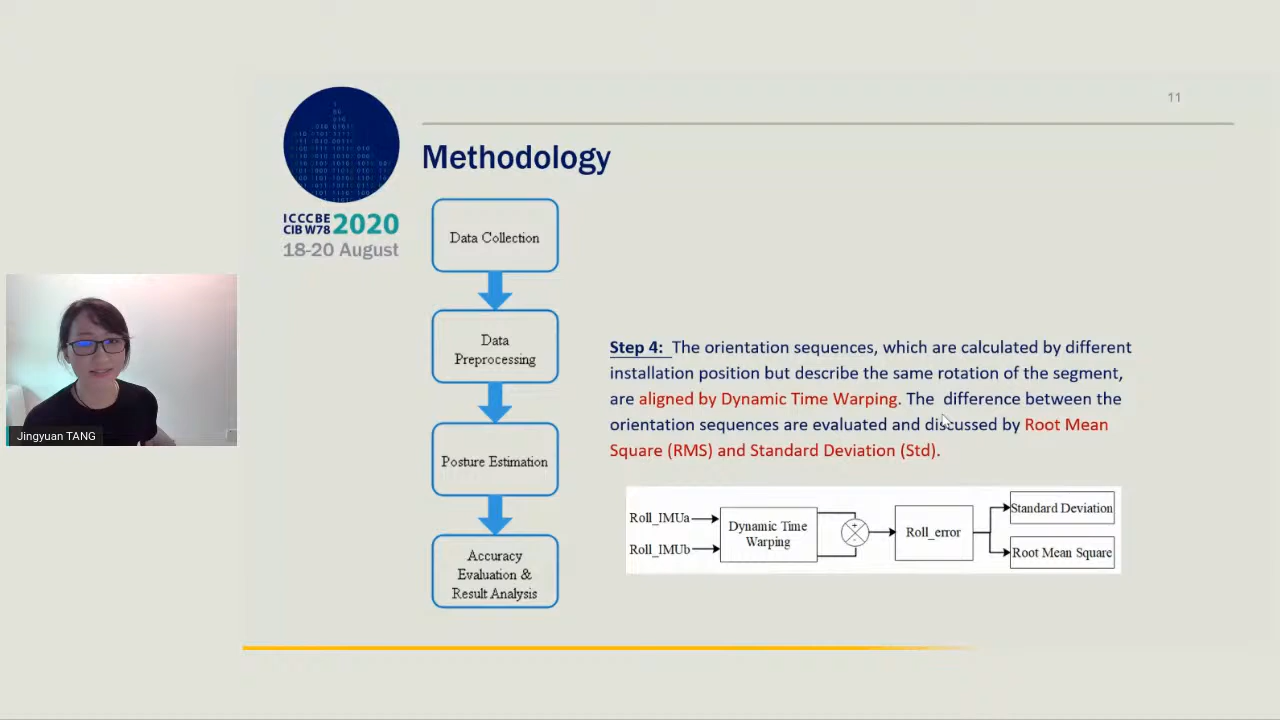 11
Methodology
ICCCBE
CIB W78 2020
18-20 August
Data Collection
Data
Preprocessing
Posture Estimation
Accuracy
Evaluation &
Result Analysis
Step 4: The orientation sequences, which are calculated by different
installation position but describe the same rotation of the segment,
are aligned by Dynamic Time Warping. The difference between the
orientation sequences are evaluated and discussed by Root Mean
Square (RMS) and Standard Deviation (Std).
Roll_IMUa
Roll_IMUb
Dynamic Time
Warping
+
-
Roll_error
Standard Deviation
Root Mean Square
Jingyuan TANG